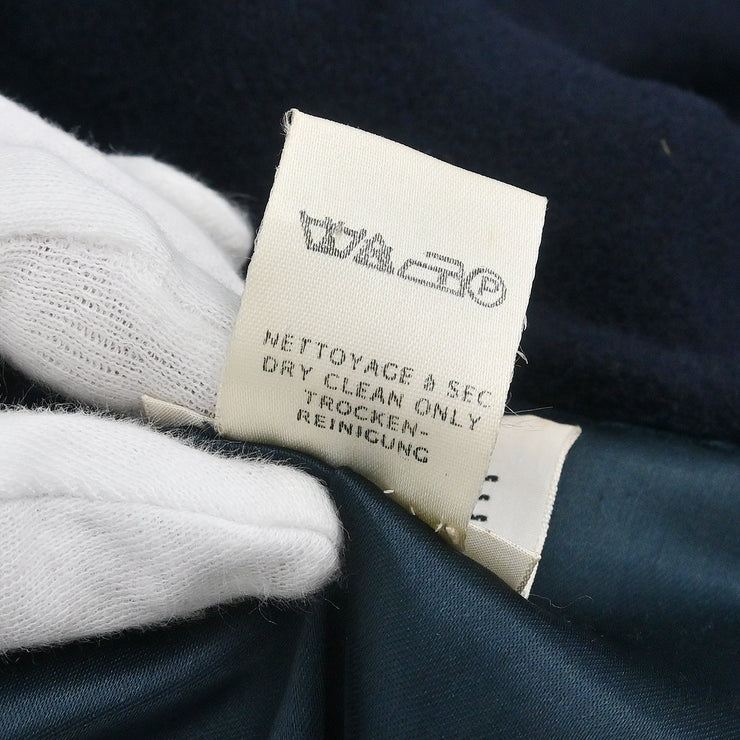 P
NETTOYAGE à SEC
DRY CLEAN ONLY
TROCKEN-
REINIGUNG